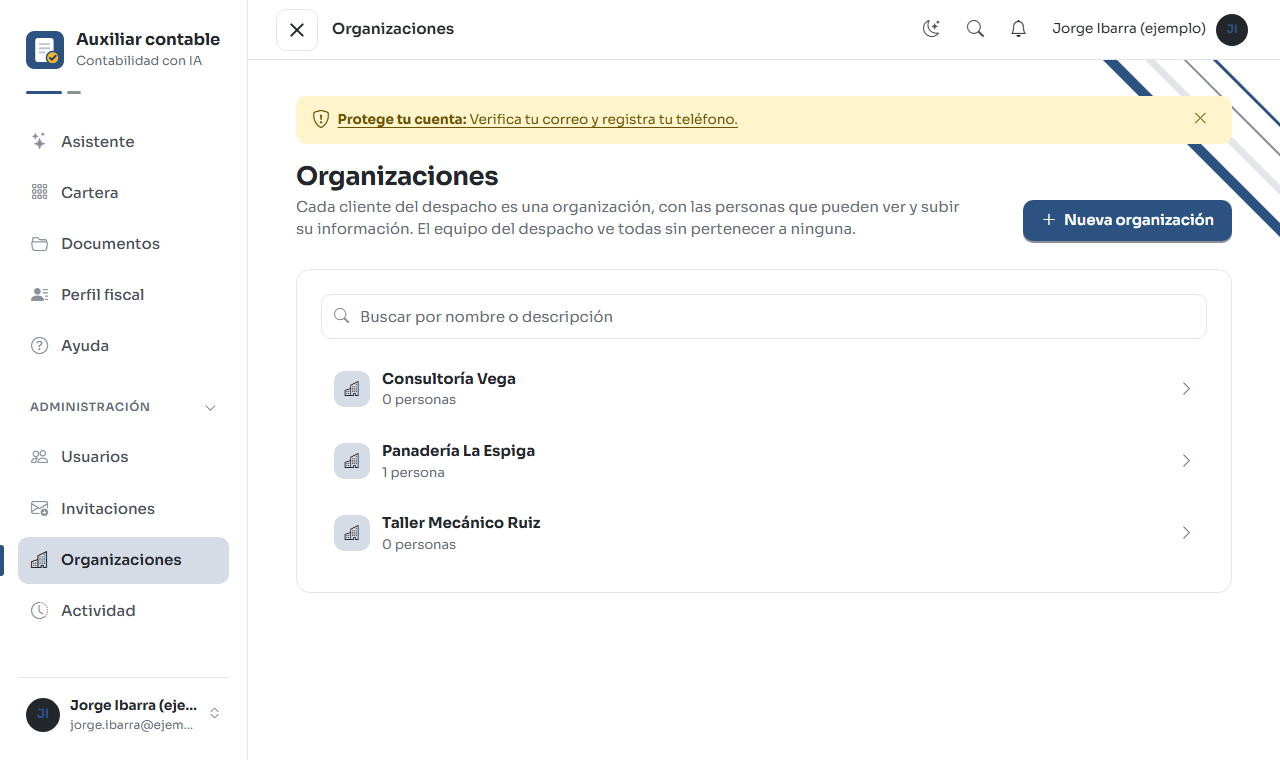 Auxiliar contable
Contabilidad con IA
Asistente
Cartera
Documentos
Perfil fiscal
Ayuda
ADMINISTRACIÓN
Usuarios
Invitaciones
Organizaciones
Actividad
JI
Jorge Ibarra (eje...
jorge.ibarra@ejem...
Organizaciones
Jorge Ibarra (ejemplo)
JI
Protege tu cuenta: Verifica tu correo y registra tu teléfono.
Organizaciones
Cada cliente del despacho es una organización, con las personas que pueden ver y subir
su información. El equipo del despacho ve todas sin pertenecer a ninguna.
Nueva organización
Buscar por nombre o descripción
Consultoría Vega
0 personas
Panadería La Espiga
1 persona
Taller Mecánico Ruiz
0 personas